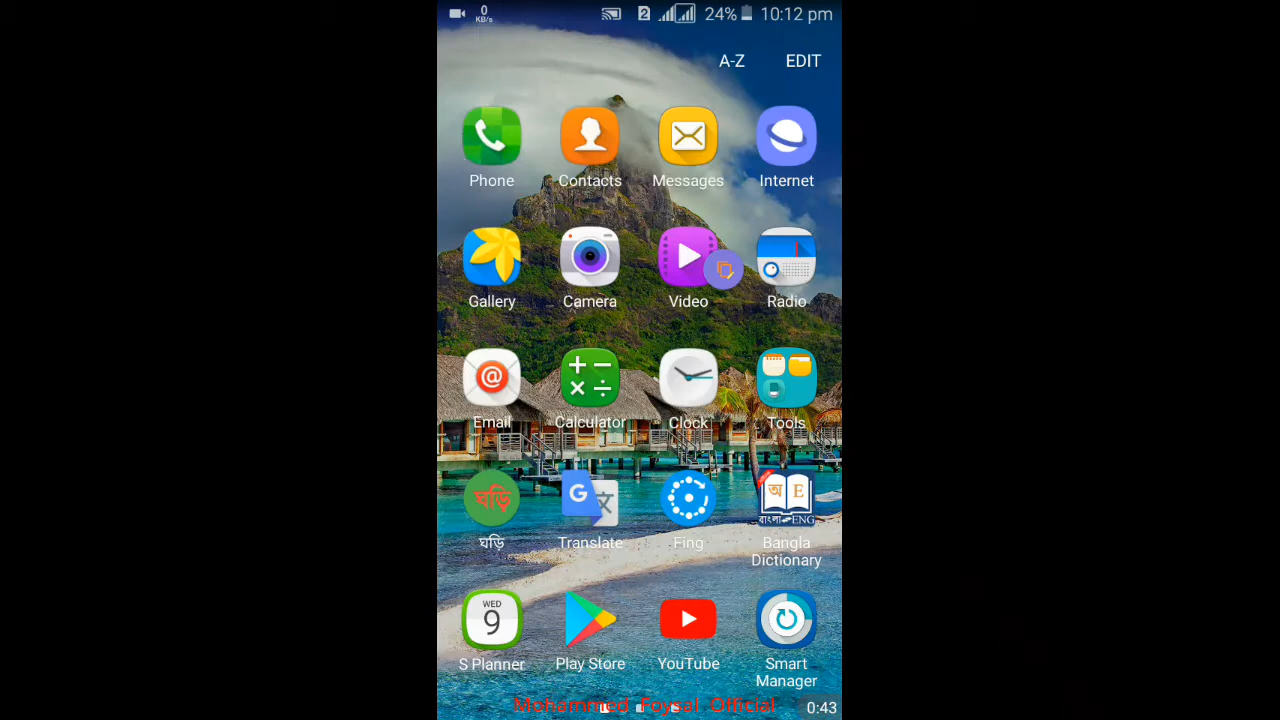 0
KB/s
2
24%
10:12 pm
A-Z
EDIT
Phone
Contacts
Messages
Internet
Gallery
Camera
Video
Radio
@
Email
Calculator
Clock
Tools
ঘড়ি
ঘড়ি
G
文
Translate
Fing
অ E
বাংলা ENG
Bangla
Dictionary
WED
9
S Planner
Play Store
YouTube
Smart
Manager
Mohammed Foysal Official
0:43